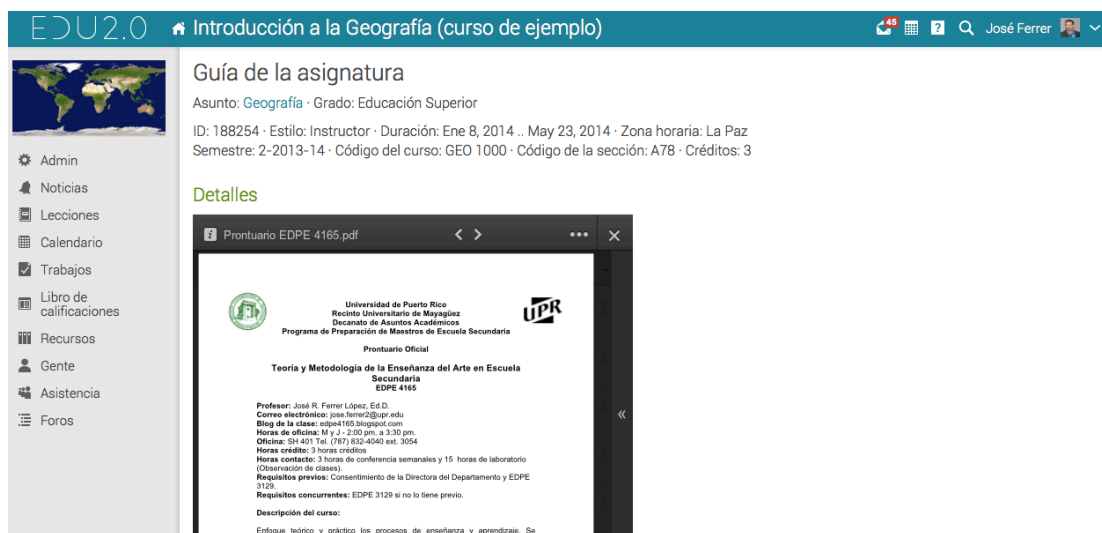 EDU2.0
Introducción a la Geografía (curso de ejemplo)
45
?
José Ferrer
Guía de la asignatura
Asunto: Geografía · Grado: Educación Superior
ID: 188254 · Estilo: Instructor · Duración: Ene 8, 2014 .. May 23, 2014 · Zona horaria: La Paz
Semestre: 2-2013-14 · Código del curso: GEO 1000 · Código de la sección: A78 · Créditos: 3
Admin
Noticias
Lecciones
Calendario
Trabajos
Libro de
calificaciones
Recursos
Gente
Asistencia
Foros
Detalles
Prontuario EDPE 4165.pdf
Universidad de Puerto Rico
Recinto Universitario de Mayagüez
Decanato de Asuntos Académicos
Programa de Preparación de Maestros de Escuela Secundaria
UPR
Prontuario Oficial
Teoría y Metodología de la Enseñanza del Arte en Escuela
Secundaria
EDPE 4165
Profesor: José R. Ferrer López, Ed.D.
Correo electrónico: jose.ferrer2@upr.edu
Blog de la clase: edpe4165.blogspot.com
Horas de oficina: M y J - 2:00 pm. a 3:30 pm.
Oficina: SH 401 Tel. (787) 832-4040 ext. 3054
Horas crédito: 3 horas créditos
Horas contacto: 3 horas de conferencia semanales y 15 horas de laboratorio
(Observación de clases).
Requisitos previos: Consentimiento de la Directora del Departamento y EDPE
3129.
Requisitos concurrentes: EDPE 3129 si no lo tiene previo.
Descripción del curso:
Enfoque teórico y práctico los procesos de enseñanza y aprendizaje. Se